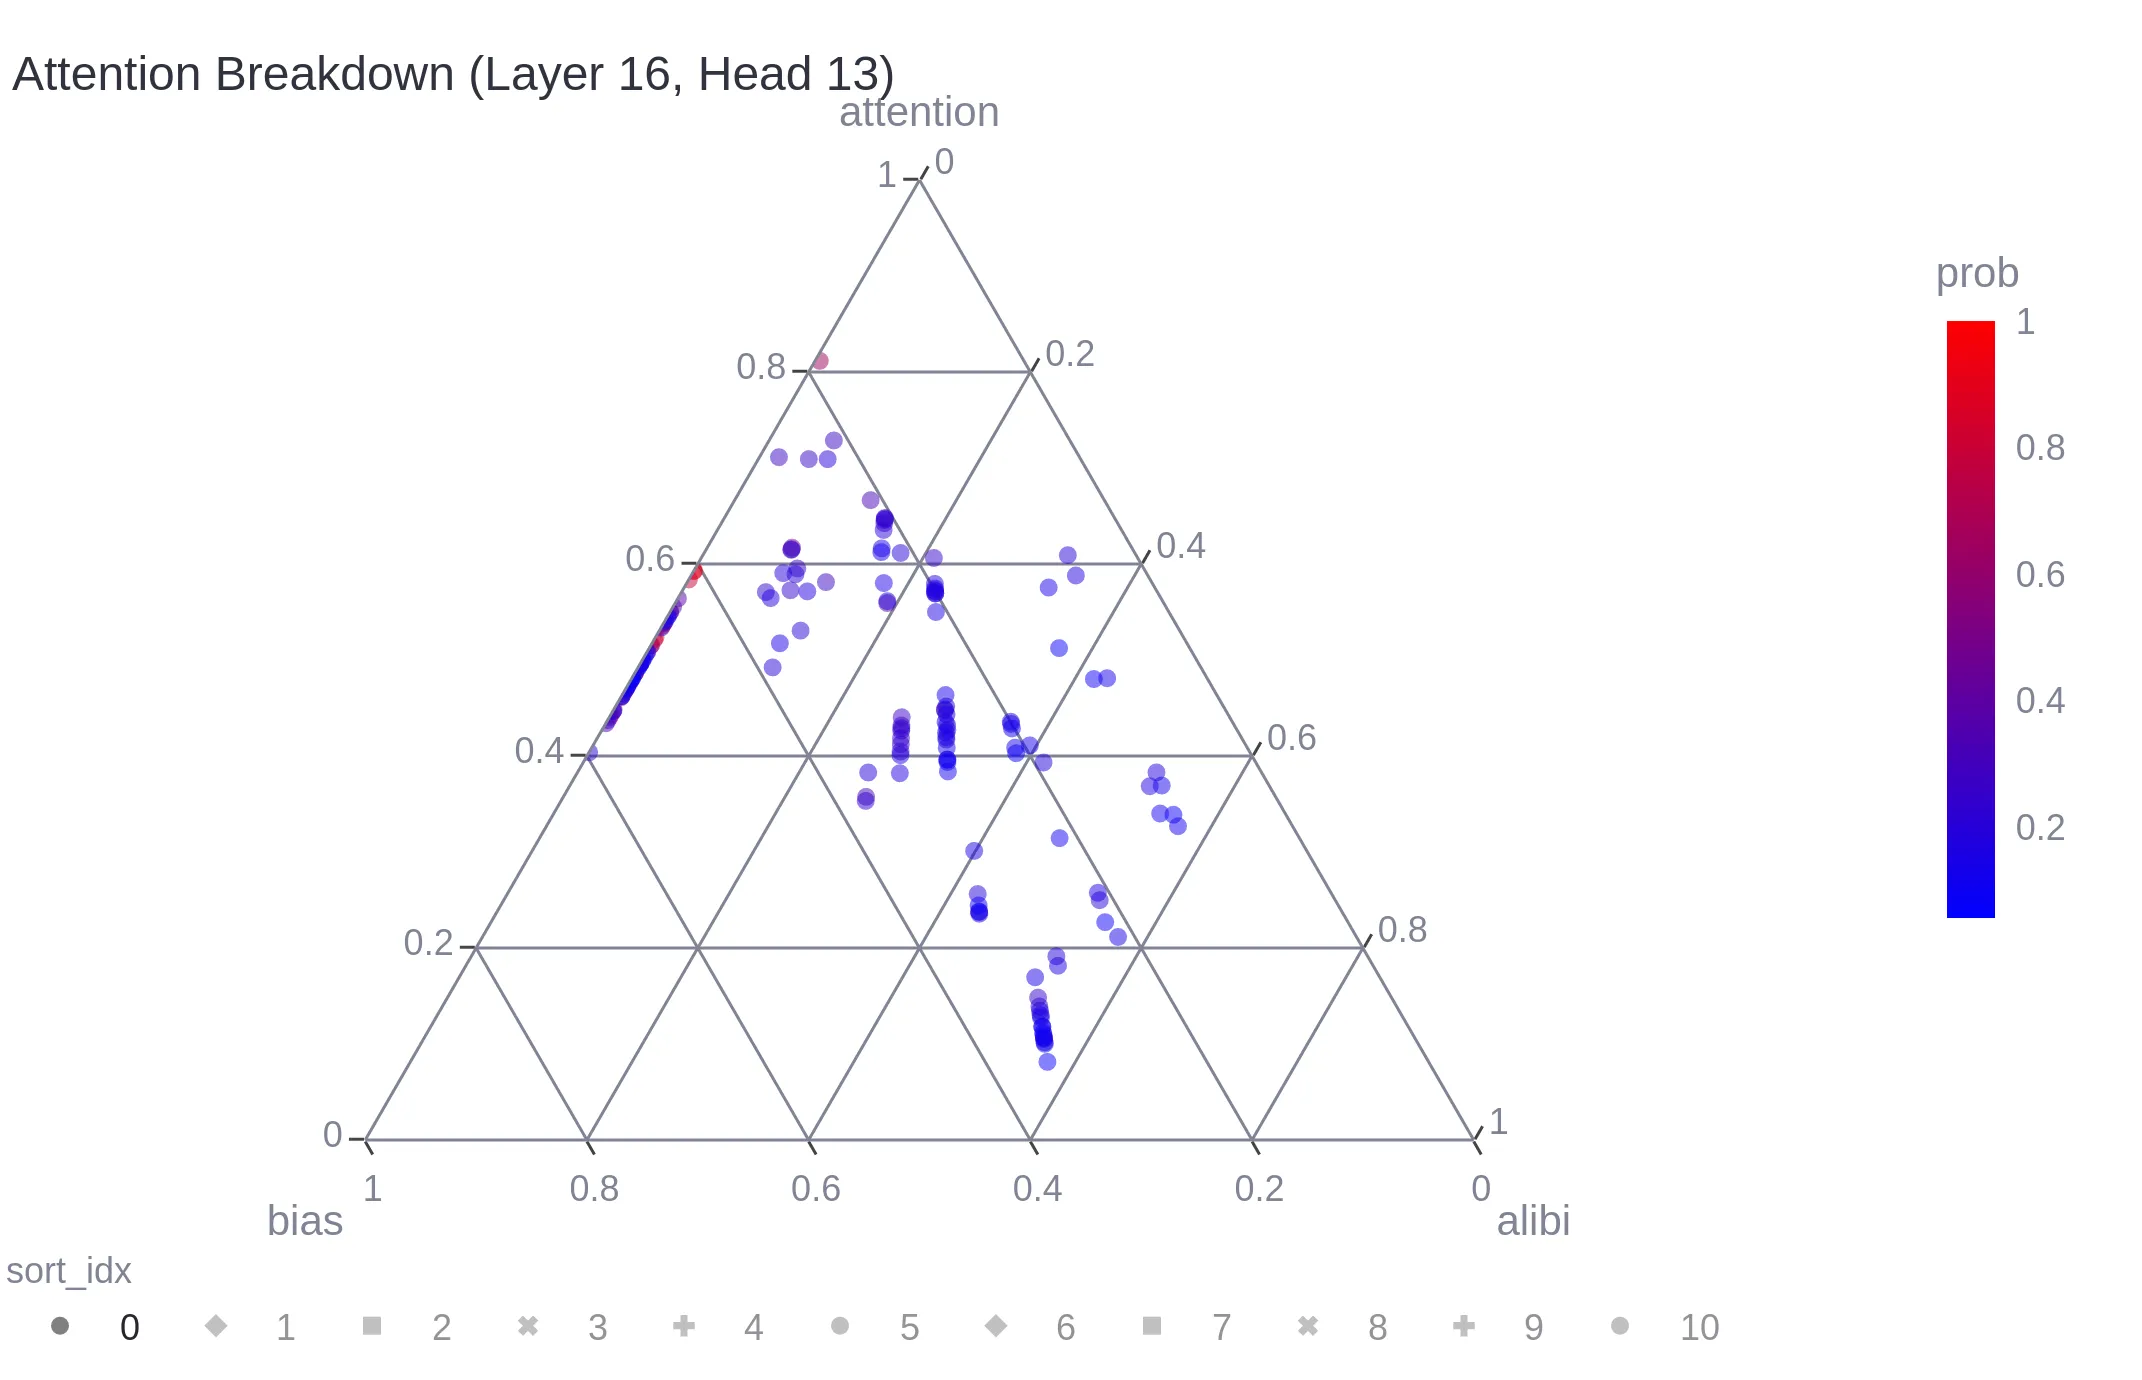 Attention Breakdown (Layer 16, Head 13)
attention
1 0
0.8 0.2
0.6 0.4
0.4 0.6
0.2 0.8
0 1
1 0.8 0.6 0.4 0.2 0
bias alibi
prob
1
0.8
0.6
0.4
0.2
sort_idx
0 1 2 3 4 5 6 7 8 9 10